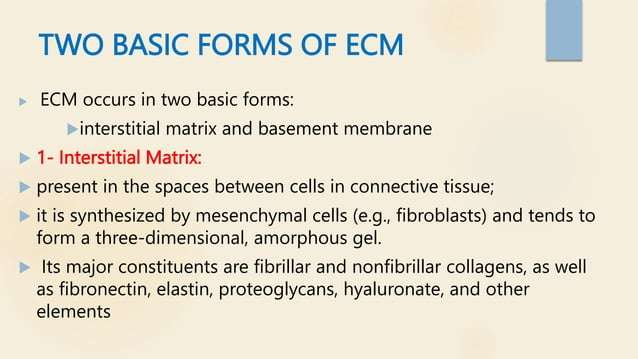 TWO BASIC FORMS OF ECM
ECM occurs in two basic forms:
interstitial matrix and basement membrane
1- Interstitial Matrix:
present in the spaces between cells in connective tissue;
it is synthesized by mesenchymal cells (e.g., fibroblasts) and tends to
form a three-dimensional, amorphous gel.
Its major constituents are fibrillar and nonfibrillar collagens, as well
as fibronectin, elastin, proteoglycans, hyaluronate, and other
elements